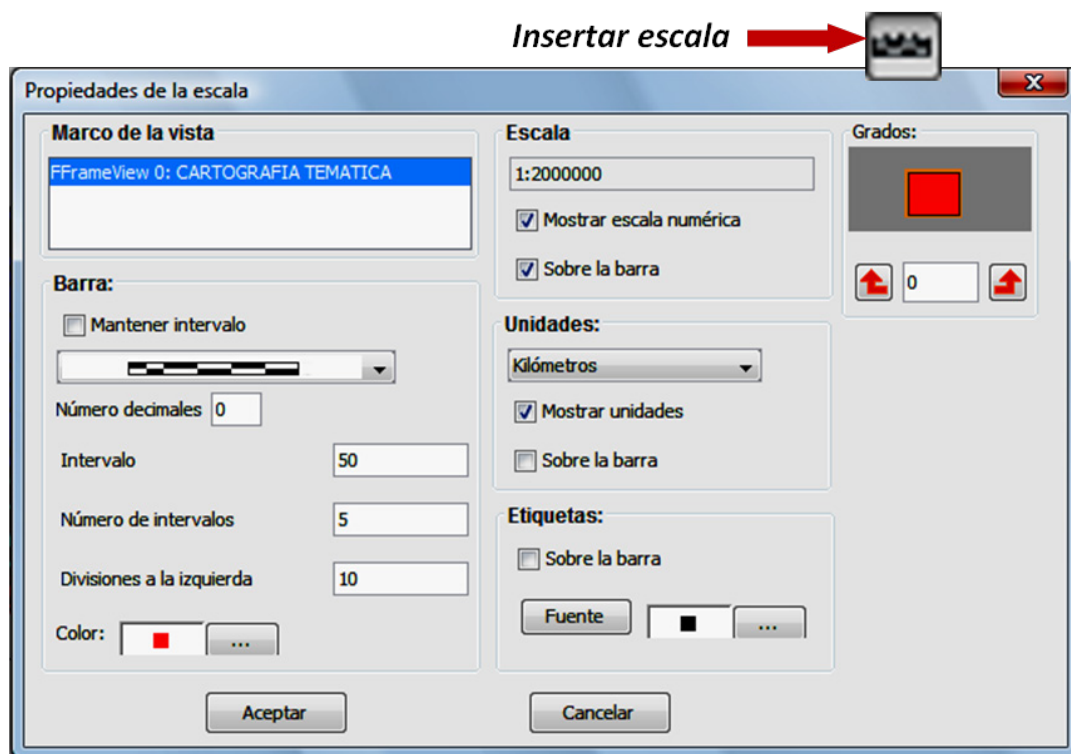 Insertar escala
Propiedades de la escala
X
Marco de la vista
FFrameView 0: CARTOGRAFIA TEMATICA
Barra:
Mantener intervalo
Número decimales 0
Intervalo 50
Número de intervalos 5
Divisiones a la izquierda 10
Color: ...
Escala
1:2000000
Mostrar escala numérica
Sobre la barra
Unidades:
Kilómetros
Mostrar unidades
Sobre la barra
Etiquetas:
Sobre la barra
Fuente ...
Grados:
0
Aceptar Cancelar